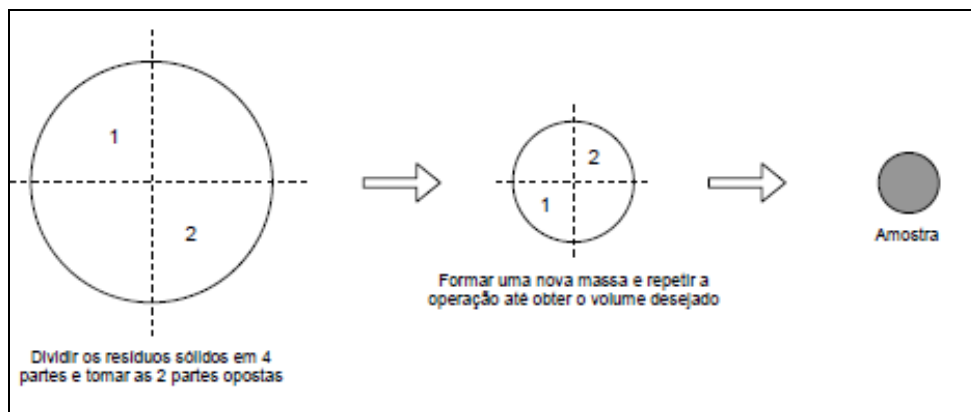 1
2
Dividir os resíduos sólidos em 4
partes e tomar as 2 partes opostas
2
1
Formar uma nova massa e repetir a
operação até obter o volume desejado
Amostra